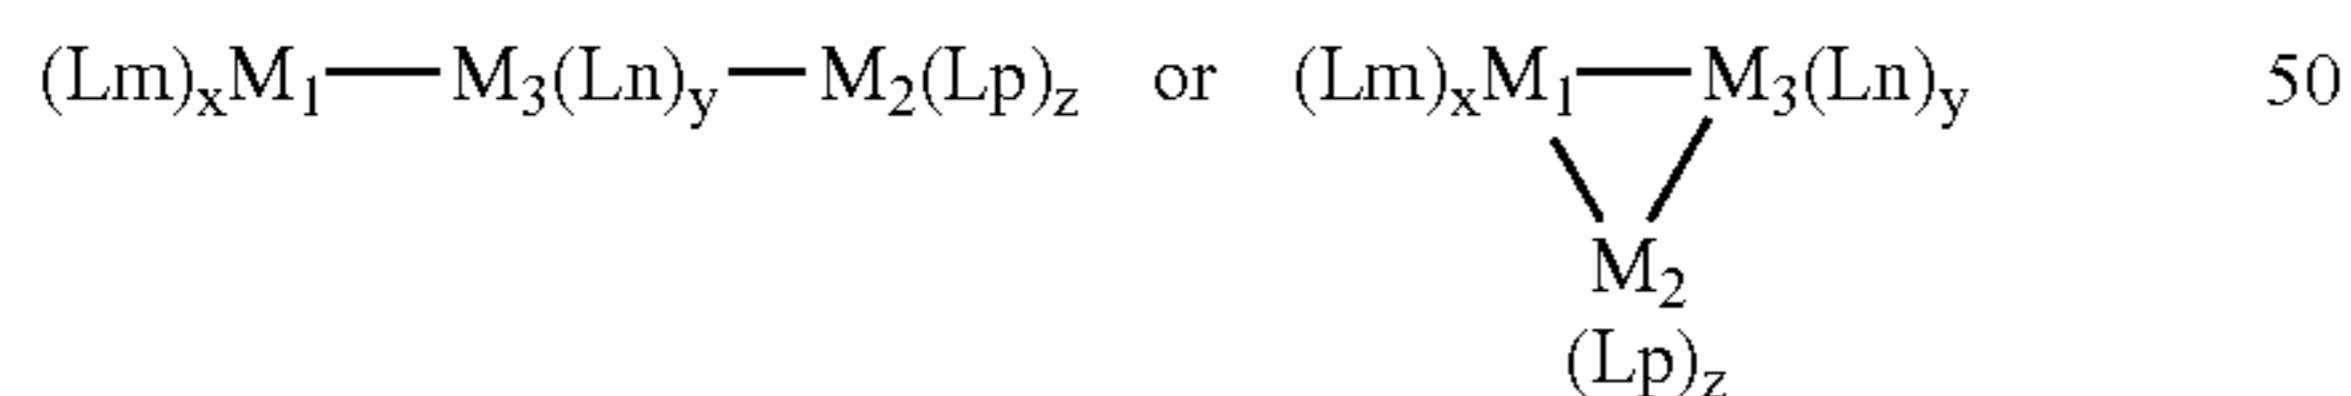 (Lm)ₓM₁—M₃(Ln)y—M₂(Lp)z or (Lm)ₓM₁—M₃(Ln)y 50
M₂
(Lp)z